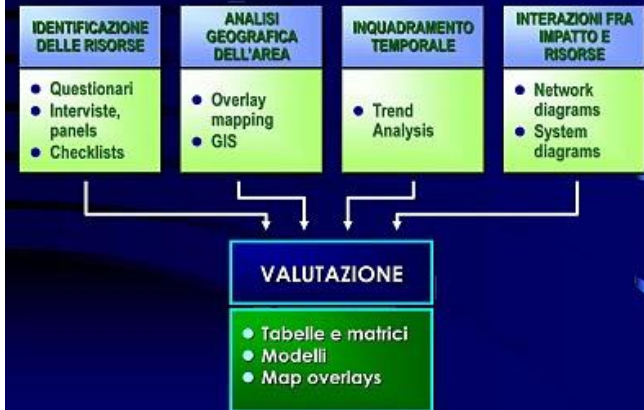 IDENTIFICAZIONE
DELLE RISORSE
Questionari
Interviste,
panels
Checklists
ANALISI
GEOGRAFICA
DELL'AREA
Overlay
mapping
GIS
INQUADRAMENTO
TEMPORALE
Trend
Analysis
INTERAZIONI FRA
IMPATTO E
RISORSE
Network
diagrams
System
diagrams
VALUTAZIONE
Tabelle e matrici
Modelli
Map overlays